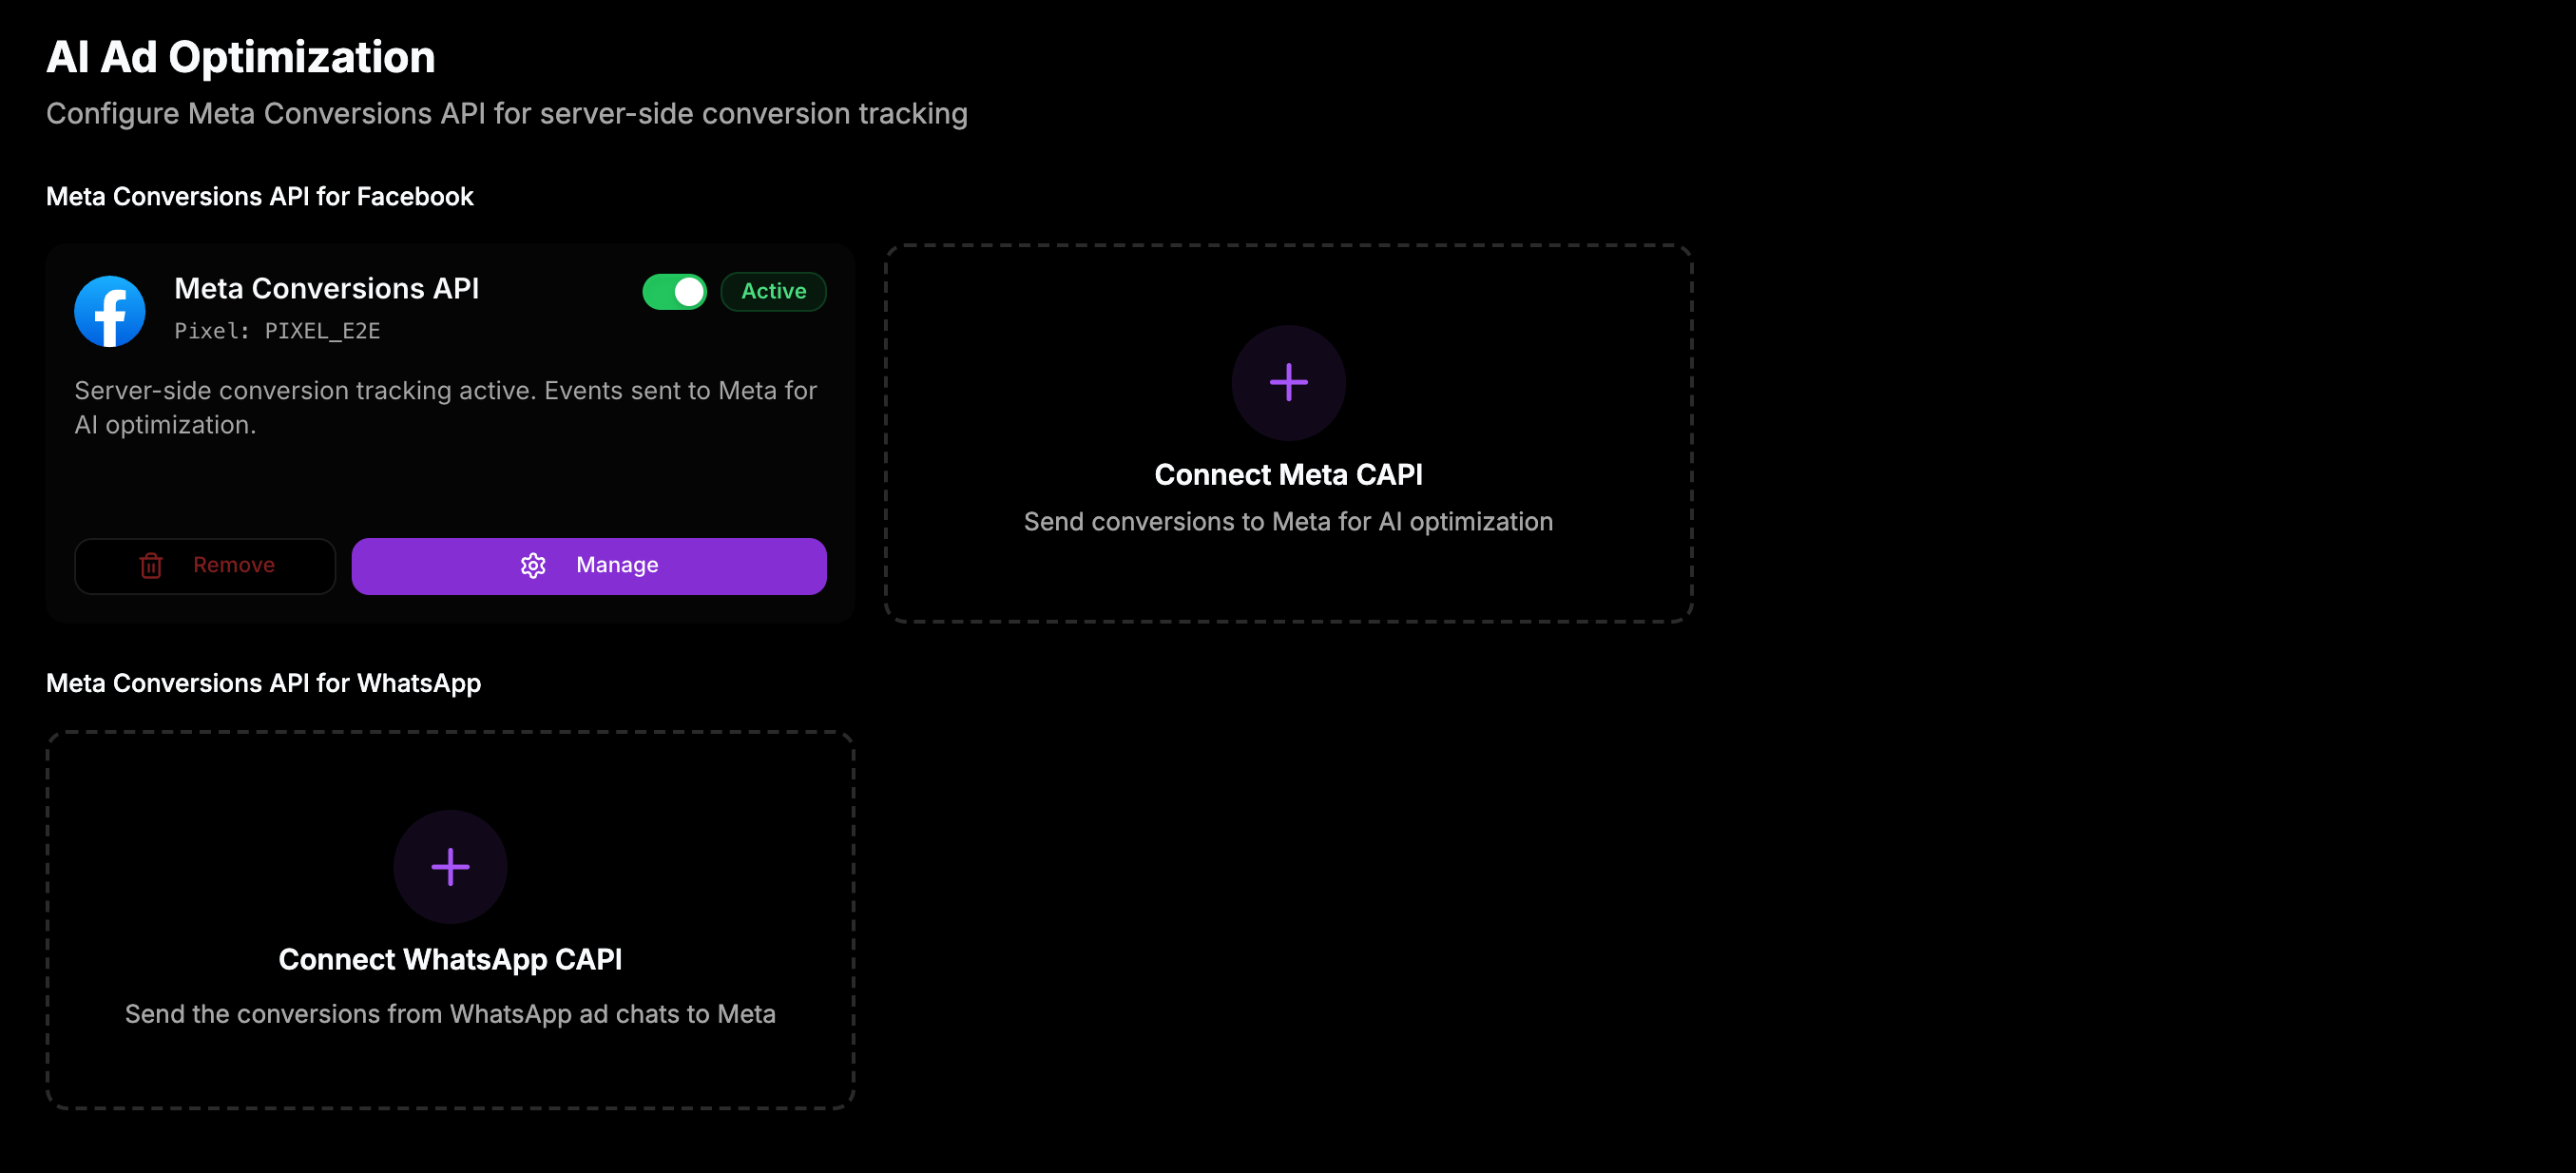 AI Ad Optimization
Configure Meta Conversions API for server-side conversion tracking
Meta Conversions API for Facebook
Meta Conversions API
Active
Pixel: PIXEL_E2E
Server-side conversion tracking active. Events sent to Meta for
AI optimization.
Remove
Manage
Connect Meta CAPI
Send conversions to Meta for AI optimization
Meta Conversions API for WhatsApp
Connect WhatsApp CAPI
Send the conversions from WhatsApp ad chats to Meta